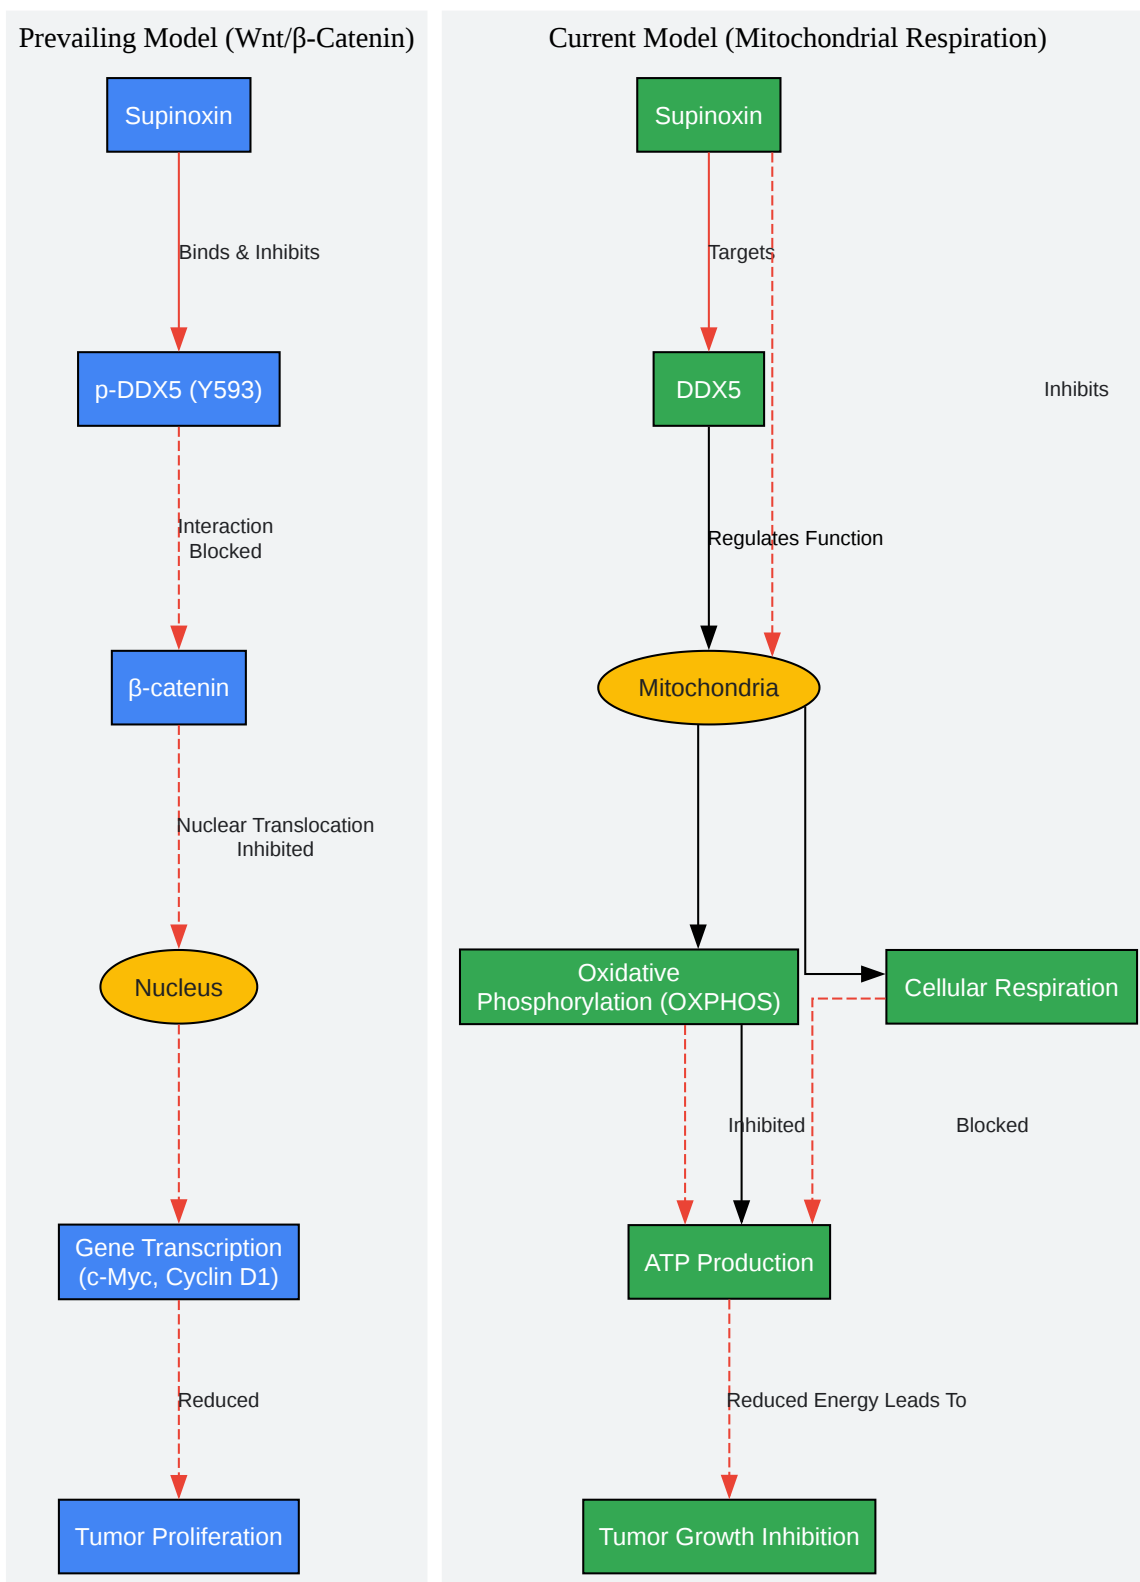 Prevailing Model (Wnt/β-Catenin)
Supinoxin
Binds & Inhibits
p-DDX5 (Y593)
Interaction
Blocked
β-catenin
Nuclear Translocation
Inhibited
Nucleus
Gene Transcription
(c-Myc, Cyclin D1)
Reduced
Tumor Proliferation
Current Model (Mitochondrial Respiration)
Supinoxin
Targets
DDX5
Inhibits
Regulates Function
Mitochondria
Oxidative
Phosphorylation (OXPHOS)
Cellular Respiration
Inhibited
Blocked
ATP Production
Reduced Energy Leads To
Tumor Growth Inhibition